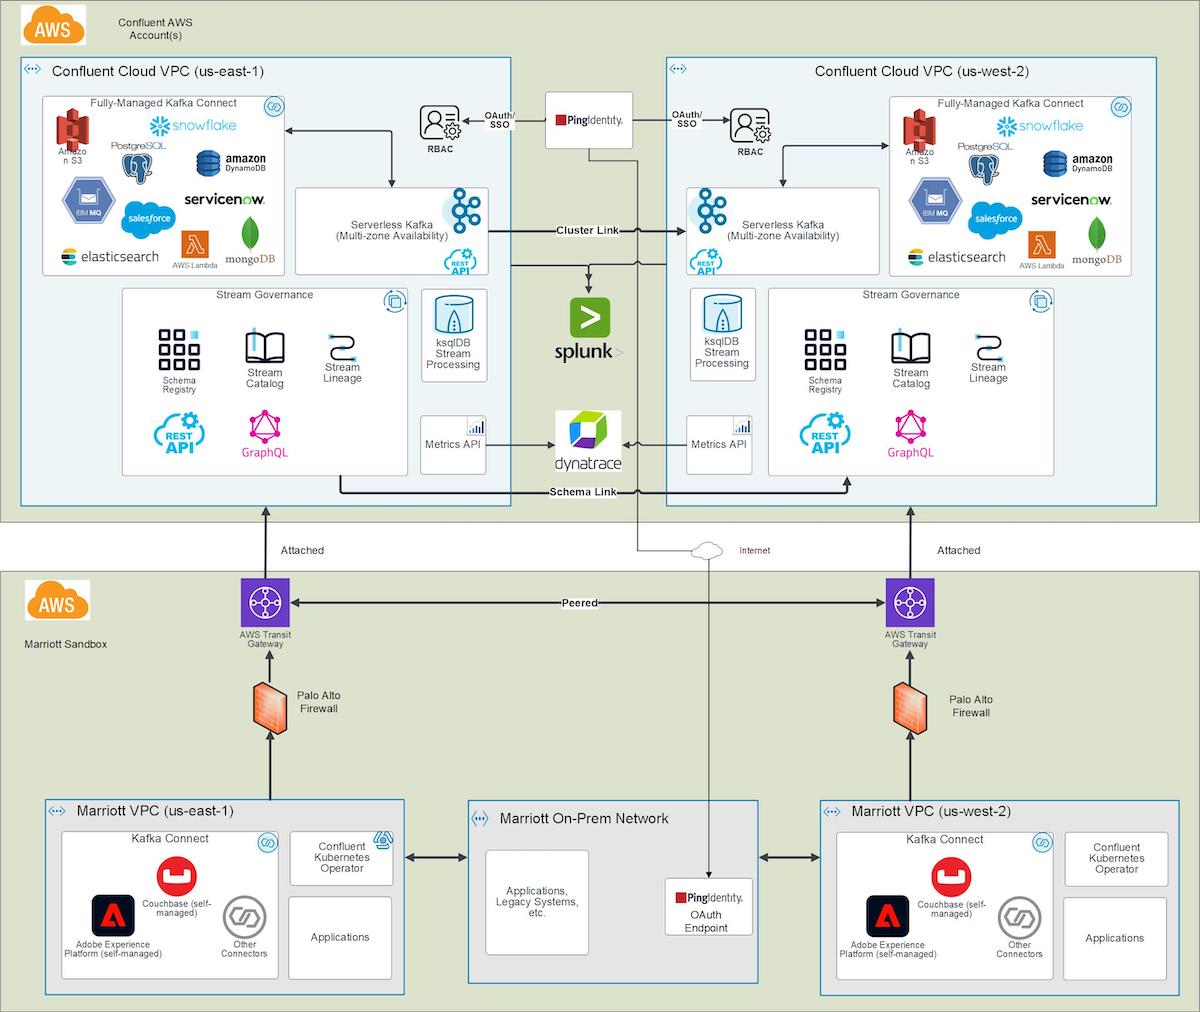 AWS
Confluent AWS
Account(s)
Confluent Cloud VPC (us-east-1)
Fully-Managed Kafka Connect
Amazo
n S3
snowflake
PostgreSQL
amazon
DynamoDB
IBM MQ
salesforce
servicenow.
elasticsearch
AWS Lambda
mongoDB
RBAC
OAuth/
SSO
PingIdentity.
OAuth/
SSO
RBAC
Serverless Kafka
(Multi-zone Availability)
REST
API
Cluster Link
Stream Governance
Schema
Registry
Stream
Catalog
Stream
Lineage
REST
API
GraphQL
ksqlDB
Stream
Processing
Metrics API
splunk>
dynatrace
Schema Link
Confluent Cloud VPC (us-west-2)
Fully-Managed Kafka Connect
Amazo
n S3
snowflake
PostgreSQL
amazon
DynamoDB
IBM MQ
salesforce
servicenow.
elasticsearch
AWS Lambda
mongoDB
Serverless Kafka
(Multi-zone Availability)
REST
API
ksqlDB
Stream
Processing
Metrics API
Stream Governance
Schema
Registry
Stream
Catalog
Stream
Lineage
REST
API
GraphQL
Attached
Internet
Attached
AWS
Marriott Sandbox
AWS Transit
Gateway
Peered
AWS Transit
Gateway
Palo Alto
Firewall
Palo Alto
Firewall
Marriott VPC (us-east-1)
Kafka Connect
Couchbase (self-
managed)
Adobe Experience
Platform (self-managed)
Other
Connectors
Confluent
Kubernetes
Operator
Applications
Marriott On-Prem Network
Applications,
Legacy Systems,
etc.
PingIdentity.
OAuth
Endpoint
Marriott VPC (us-west-2)
Kafka Connect
Couchbase (self-
managed)
Adobe Experience
Platform (self-managed)
Other
Connectors
Confluent
Kubernetes
Operator
Applications